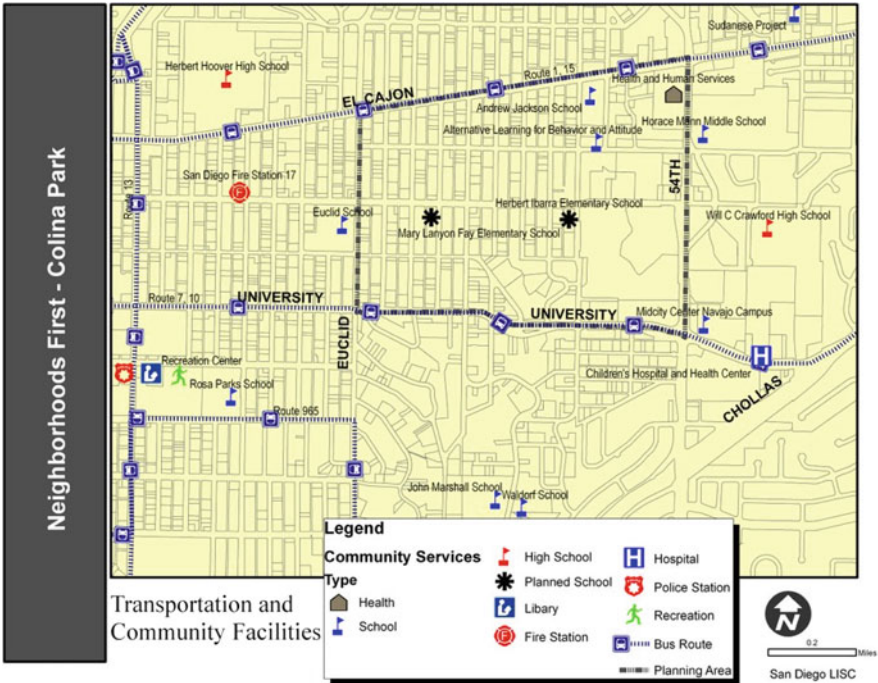 Neighborhoods First - Colina Park
Sudanese Project
Herbert Hoover High School
Route 1, 15
Health and Human Services
EL CAJON
Andrew Jackson School
Horace Mann Middle School
Alternative Learning for Behavior and Attitude
San Diego Fire Station 17
54TH
Route 13
F
Herbert Ibarra Elementary School
Euclid School
Will C Crawford High School
Mary Lanyon Fay Elementary School
Route 7, 10
UNIVERSITY
UNIVERSITY
Midcity Center Navajo Campus
EUCLID
H
Recreation Center
Children's Hospital and Health Center
Rosa Parks School
CHOLLAS
Route 965
John Marshall School
Waldorf School
Legend
Community Services
Type
Health
School
High School
Planned School
Libary
F
Fire Station
H
Hospital
Police Station
Recreation
Bus Route
Planning Area
Transportation and
Community Facilities
N
0.2
Miles
San Diego LISC